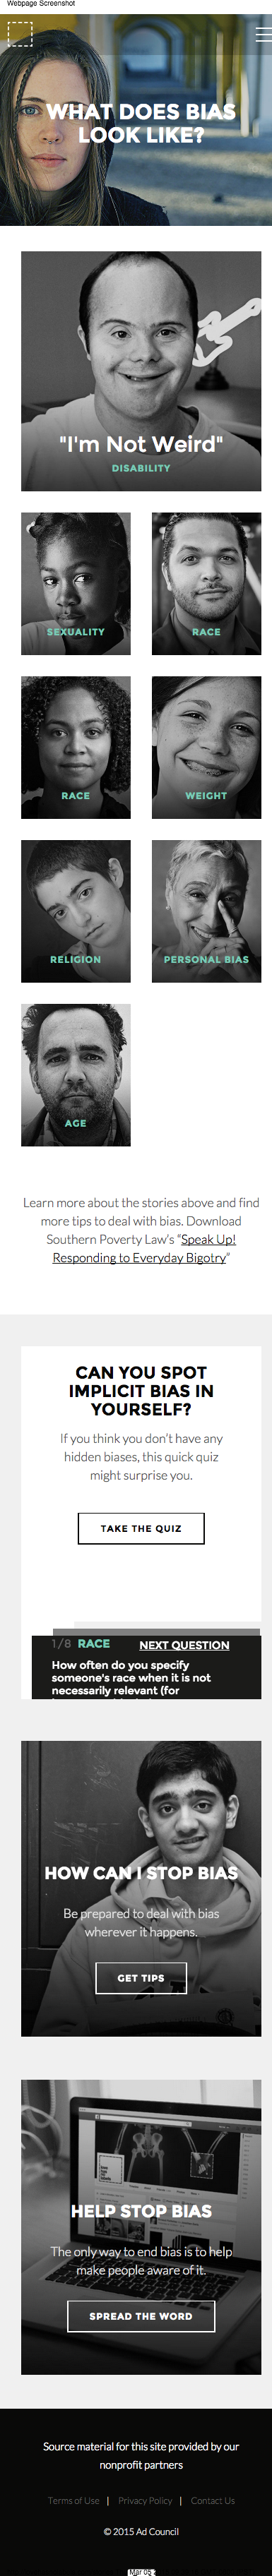 Webpage Screenshot
WHAT DOES BIAS
LOOK LIKE?
"I'm Not Weird"
DISABILITY
SEXUALITY
RACE
RACE
WEIGHT
RELIGION
PERSONAL BIAS
AGE
Learn more about the stories above and find
more tips to deal with bias. Download
Southern Poverty Law's "Speak Up!
Responding to Everyday Bigotry"
CAN YOU SPOT
IMPLICIT BIAS IN
YOURSELF?
If you think you don't have any
hidden biases, this quick quiz
might surprise you.
TAKE THE QUIZ
1/8 RACE NEXT QUESTION
How often do you specify
someone's race when it is not
necessarily relevant (for
HOW CAN I STOP BIAS
Be prepared to deal with bias
wherever it happens.
GET TIPS
HELP STOP BIAS
The only way to end bias is to help
make people aware of it.
SPREAD THE WORD
Source material for this site provided by our
nonprofit partners
Terms of Use | Privacy Policy | Contact Us
© 2015 Ad Council
Mar 05